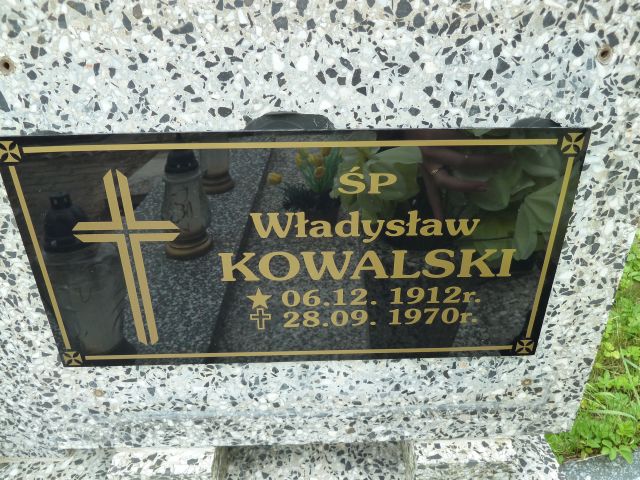 ŚP
Władysław
KOWALSKI
★ 06.12. 1912r.
✝ 28.09. 1970r.